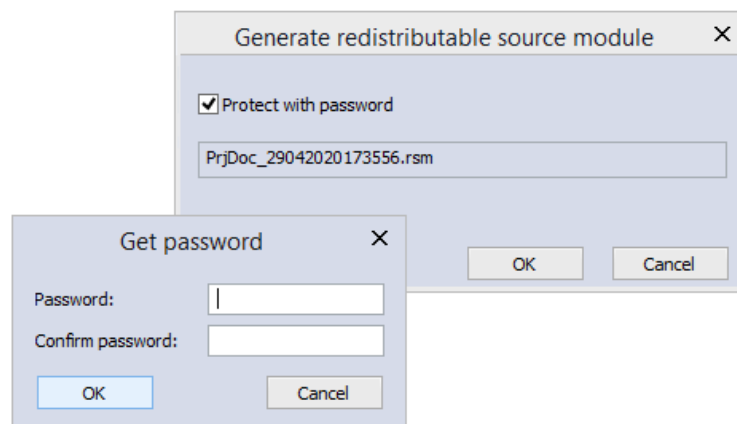 Generate redistributable source module
Protect with password
PrjDoc_29042020173556.rsm
OK Cancel
Get password
Password:
Confirm password:
OK Cancel